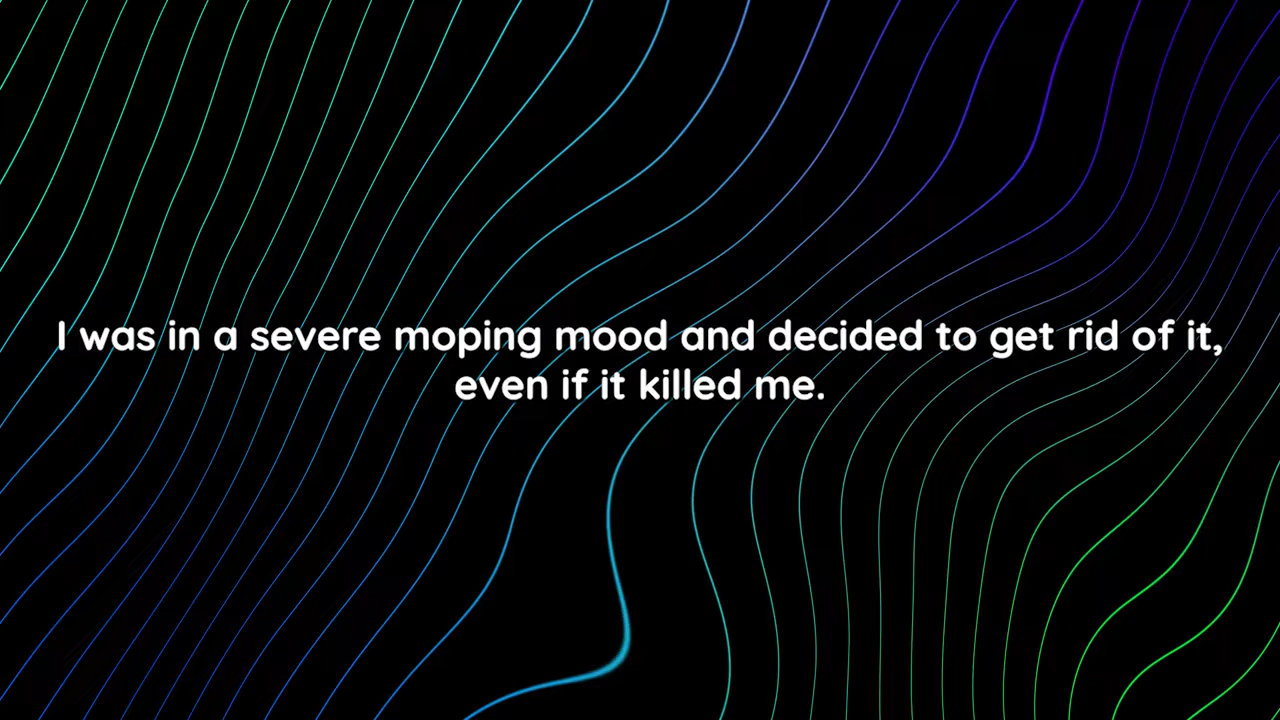 I was in a severe moping mood and decided to get rid of it,
even if it killed me.